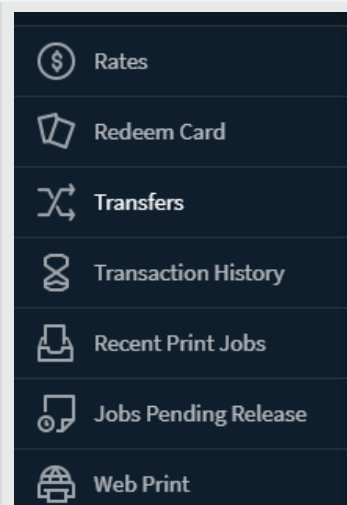 Rates
Redeem Card
Transfers
Transaction History
Recent Print Jobs
Jobs Pending Release
Web Print